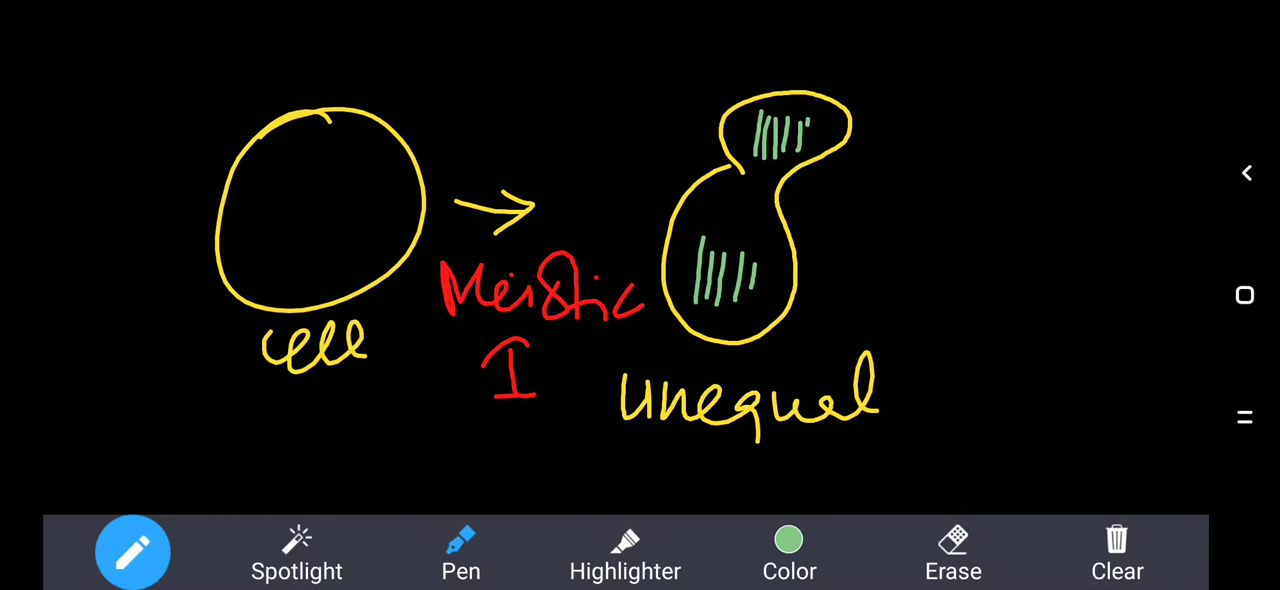 cell
Meiotic
I
unequal
Spotlight
Pen
Highlighter
Color
Erase
Clear